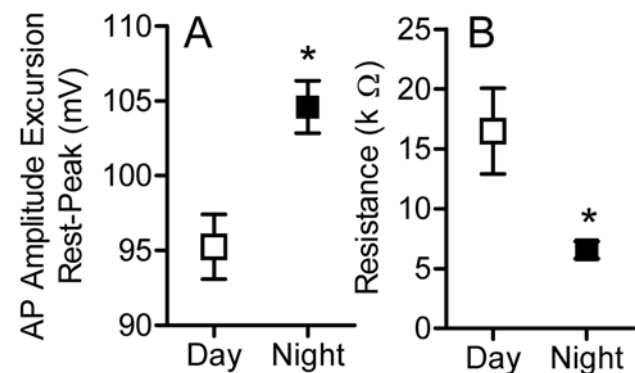 A
AP Amplitude Excursion
Rest-Peak (mV)
110
105
100
95
90
*
Day Night
B
Resistance (k Ω)
25
20
15
10
5
0
*
Day Night